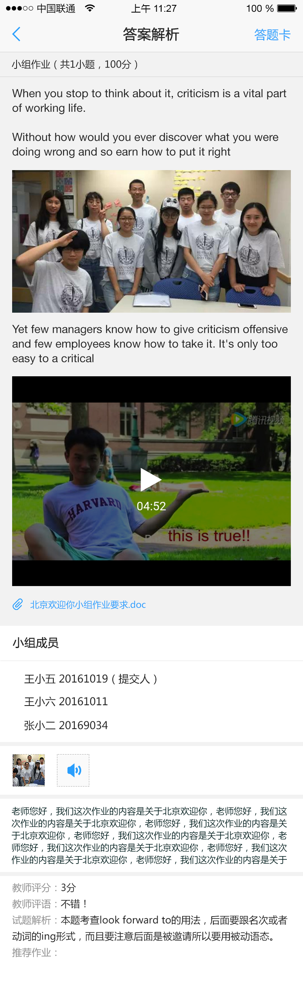 中国联通 上午 11:27 100 %
答案解析 答题卡
小组作业（共1小题，100分）
When you stop to think about it, criticism is a vital part
of working life.
Without how would you ever discover what you were
doing wrong and so earn how to put it right
SUFFOLK
UNIVERSITY
BOSTON
Yet few managers know how to give criticism offensive
and few employees know how to take it. It's only too
easy to a critical
腾讯视频
HARVARD
04:52
this is true!!
北京欢迎你小组作业要求.doc
小组成员
王小五 20161019（提交人）
王小六 20161011
张小二 20169034
老师您好，我们这次作业的内容是关于北京欢迎你，老师您好，我们这
次作业的内容是关于北京欢迎你，老师您好，我们这次作业的内容是关
于北京欢迎你，老师您好，我们这次作业的内容是关于北京欢迎你，老
师您好，我们这次作业的内容是关于北京欢迎你，老师您好，我们这次
作业的内容是关于北京欢迎你，老师您好，我们这次作业的内容是关于
教师评分：3分
教师评语：不错！
试题解析：本题考查look forward to的用法，后面要跟名次或者
动词的ing形式，而且要注意后面是被邀请所以要用被动语态。
推荐作业：